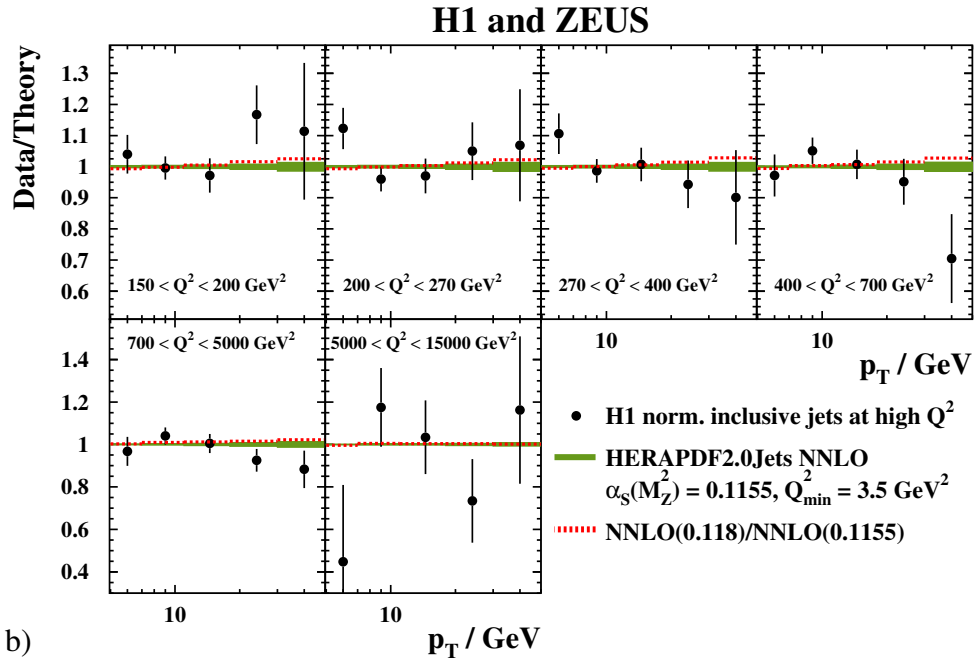 H1 and ZEUS
Data/Theory
1.3
1.2
1.1
1
0.9
0.8
0.7
0.6
150 < Q² < 200 GeV²
200 < Q² < 270 GeV²
270 < Q² < 400 GeV²
400 < Q² < 700 GeV²
10
10
p_T / GeV
700 < Q² < 5000 GeV²
5000 < Q² < 15000 GeV²
1.4
1.2
1
0.8
0.6
0.4
10
10
p_T / GeV
H1 norm. inclusive jets at high Q²
HERAPDF2.0Jets NNLO
α_S(M_Z²) = 0.1155, Q²_min = 3.5 GeV²
NNLO(0.118)/NNLO(0.1155)
b)